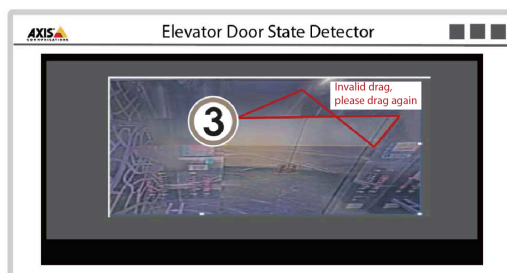 AXIS
COMMUNICATIONS
Elevator Door State Detector
Invalid drag,
please drag again
3